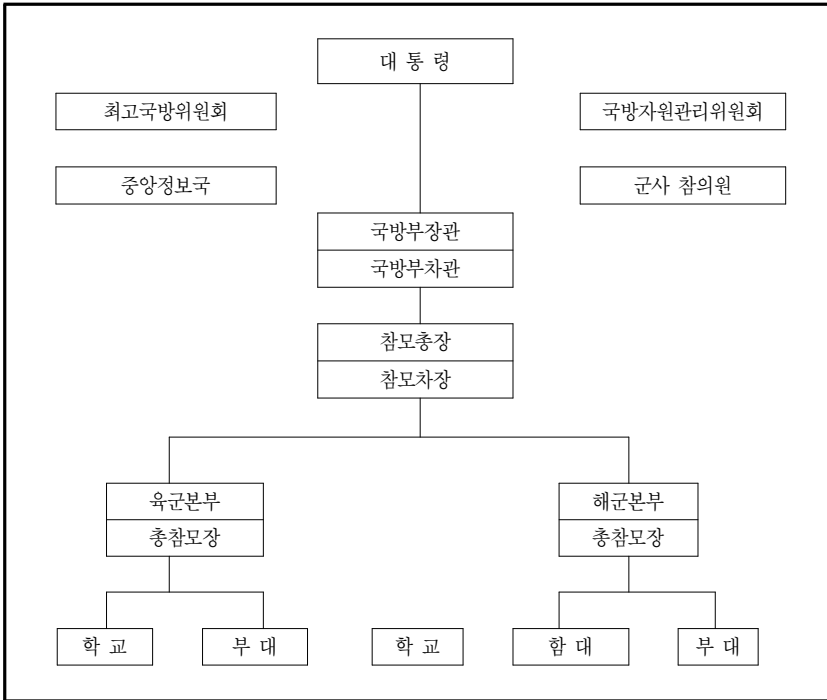 대 통 령
최고국방위원회
국방자원관리위원회
중앙정보국
군사 참의원
국방부장관
국방부차관
참모총장
참모차장
육군본부
해군본부
총참모장
총참모장
학 교
부 대
학 교
함 대
부 대